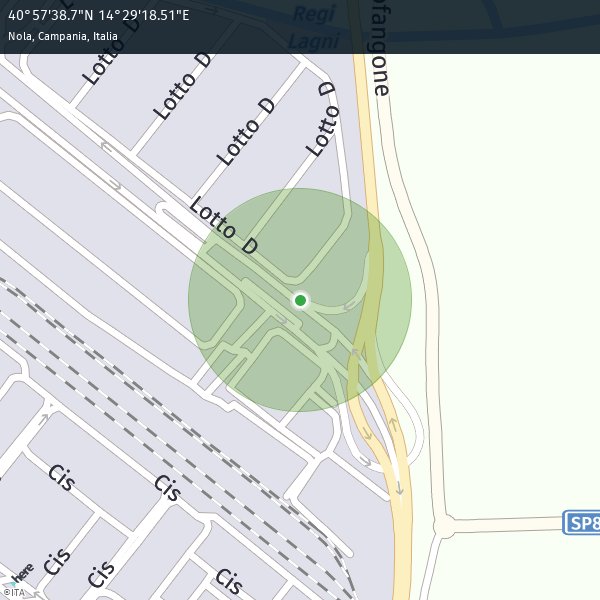 40°57'38.7"N 14°29'18.51"E
Nola, Campania, Italia
Regi
Lagni
Lotto D
Lotto D
Lotto D
Lotto D
Lotto D
Cis
Cis
Cis
Cis
Cis
SP8
here
©ITA